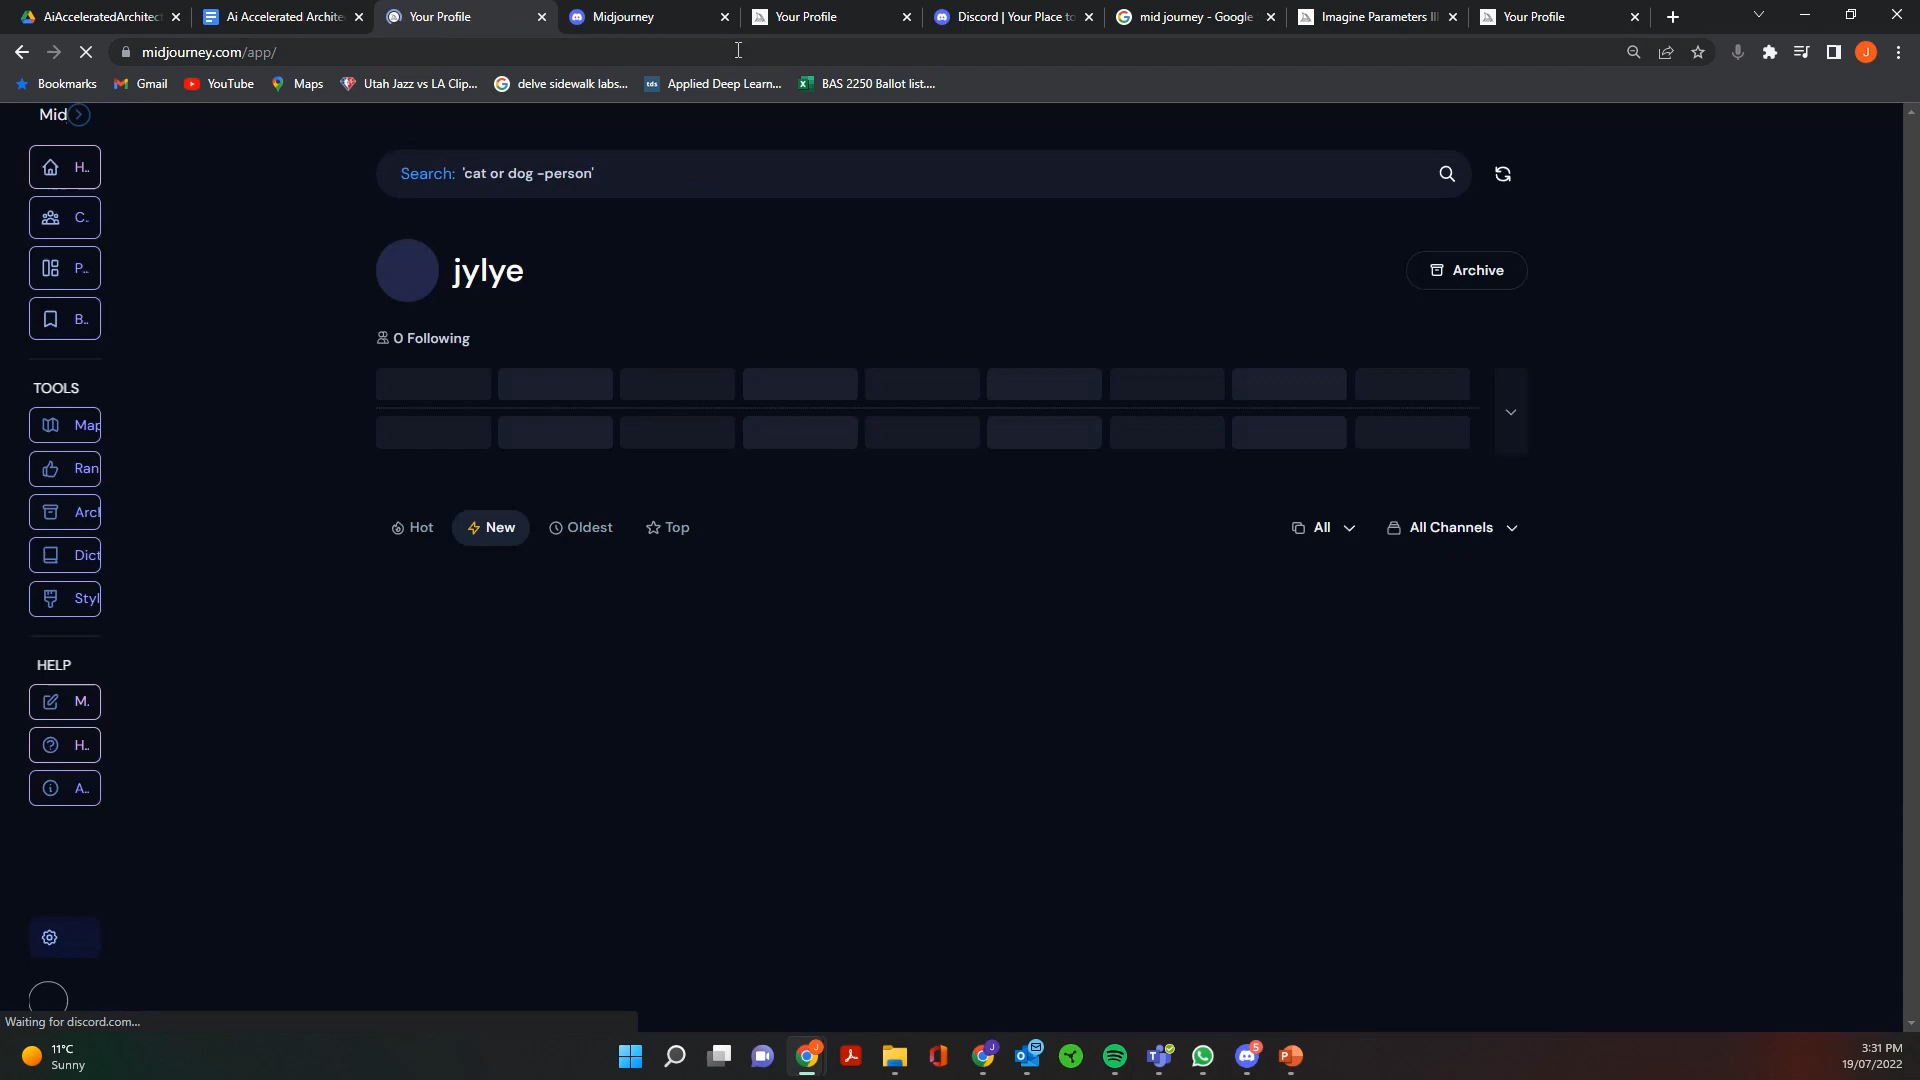 AiAcceleratedArchitect
Ai Accelerated Archite
Your Profile
Midjourney
Your Profile
Discord | Your Place to
mid journey - Google
Imagine Parameters
Your Profile
midjourney.com/app/
Bookmarks
Gmail
YouTube
Maps
Utah Jazz vs LA Clip...
delve sidewalk labs...
tds
Applied Deep Learn...
BAS 2250 Ballot list....
Mid
H..
C..
P..
B..
TOOLS
Map
Ran
Arcl
Dict
Styl
HELP
M.
H..
A..
Search: 'cat or dog -person'
jylye
Archive
0 Following
Hot
New
Oldest
Top
All
All Channels
Waiting for discord.com...
11°C
Sunny
3:31 PM
19/07/2022